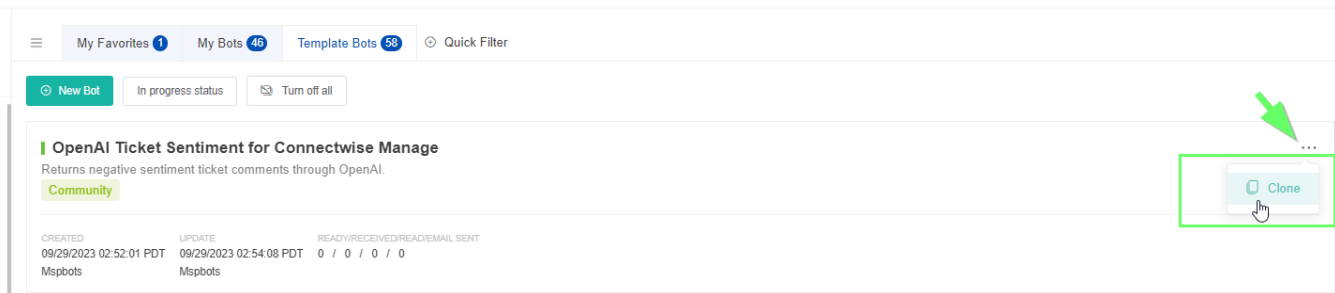 My Favorites 1 My Bots 46 Template Bots 58 Quick Filter
New Bot In progress status Turn off all
OpenAI Ticket Sentiment for Connectwise Manage
...
Returns negative sentiment ticket comments through OpenAI.
Clone
Community
CREATED UPDATE READY/RECEIVED/READ/EMAIL SENT
09/29/2023 02:52:01 PDT 09/29/2023 02:54:08 PDT 0 / 0 / 0 / 0
Mspbots Mspbots